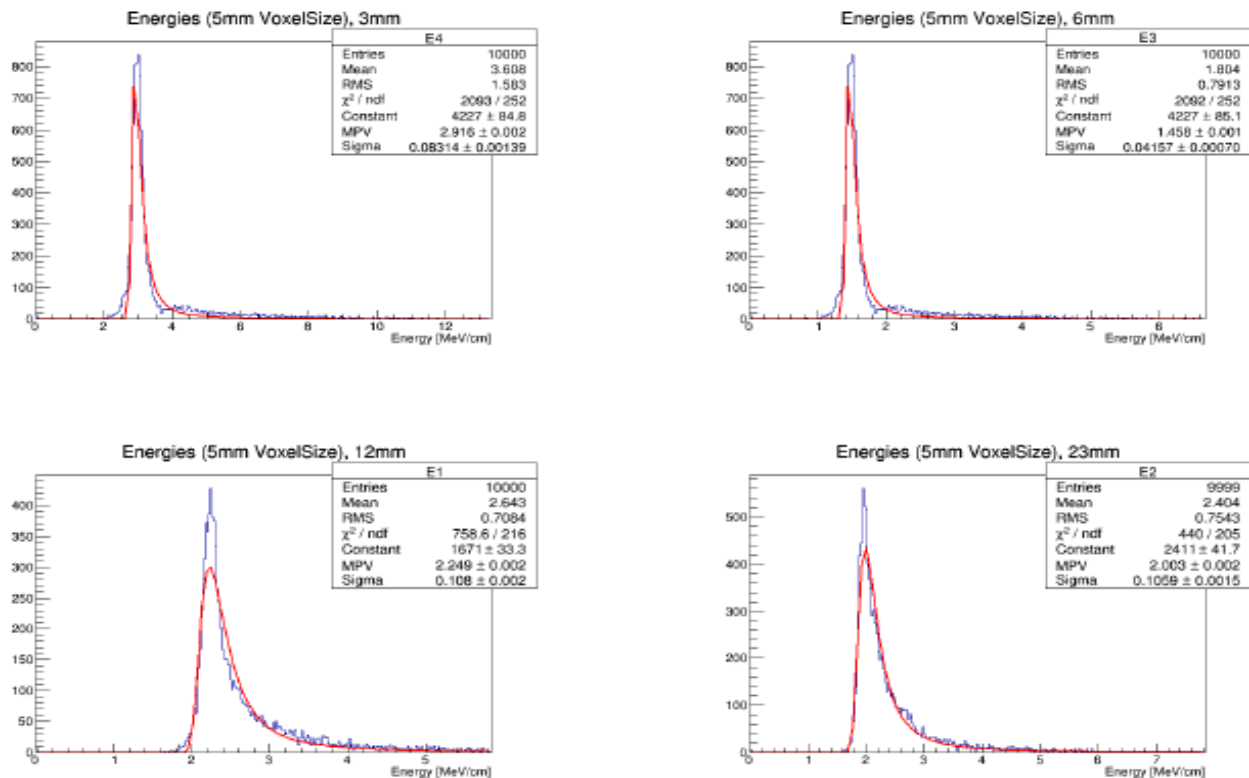 Energies (5mm VoxelSize), 3mm
E4
Entries 10000
Mean 3.608
RMS 1.583
χ² / ndf 2093 / 252
Constant 4227 ± 84.8
MPV 2.916 ± 0.002
Sigma 0.08314 ± 0.00139
800
700
600
500
400
300
200
100
0
0 2 4 6 8 10 12
Energy [MeV/cm]
Energies (5mm VoxelSize), 6mm
E3
Entries 10000
Mean 1.804
RMS 0.7913
χ² / ndf 2092 / 252
Constant 4227 ± 85.1
MPV 1.458 ± 0.001
Sigma 0.04157 ± 0.00070
800
700
600
500
400
300
200
100
0
0 1 2 3 4 5 6
Energy [MeV/cm]
Energies (5mm VoxelSize), 12mm
E1
Entries 10000
Mean 2.643
RMS 0.7084
χ² / ndf 758.6 / 216
Constant 1671 ± 33.3
MPV 2.249 ± 0.002
Sigma 0.108 ± 0.002
400
350
300
250
200
150
100
50
0
0 1 2 3 4 5
Energy [MeV/cm]
Energies (5mm VoxelSize), 23mm
E2
Entries 9999
Mean 2.404
RMS 0.7543
χ² / ndf 440 / 205
Constant 2411 ± 41.7
MPV 2.003 ± 0.002
Sigma 0.1059 ± 0.0015
500
400
300
200
100
0
0 1 2 3 4 5 6 7
Energy [MeV/cm]